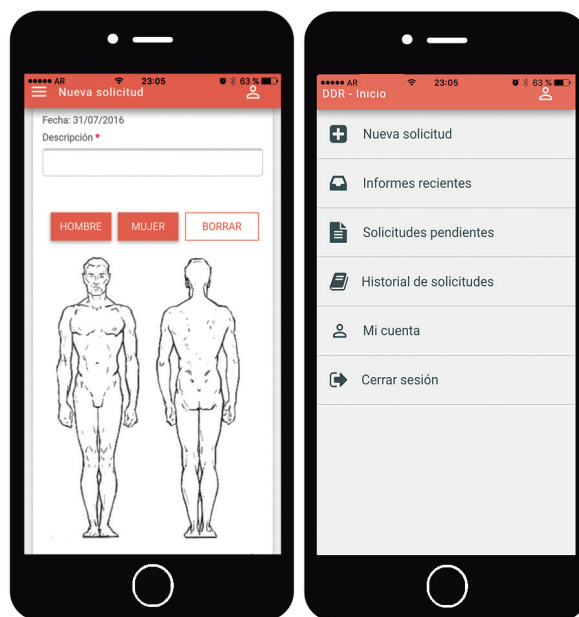 AR 23:05 63 %
Nueva solicitud
Fecha: 31/07/2016
Descripción *
HOMBRE MUJER BORRAR
AR 23:05 63 %
DDR - Inicio
Nueva solicitud
Informes recientes
Solicitudes pendientes
Historial de solicitudes
Mi cuenta
Cerrar sesión